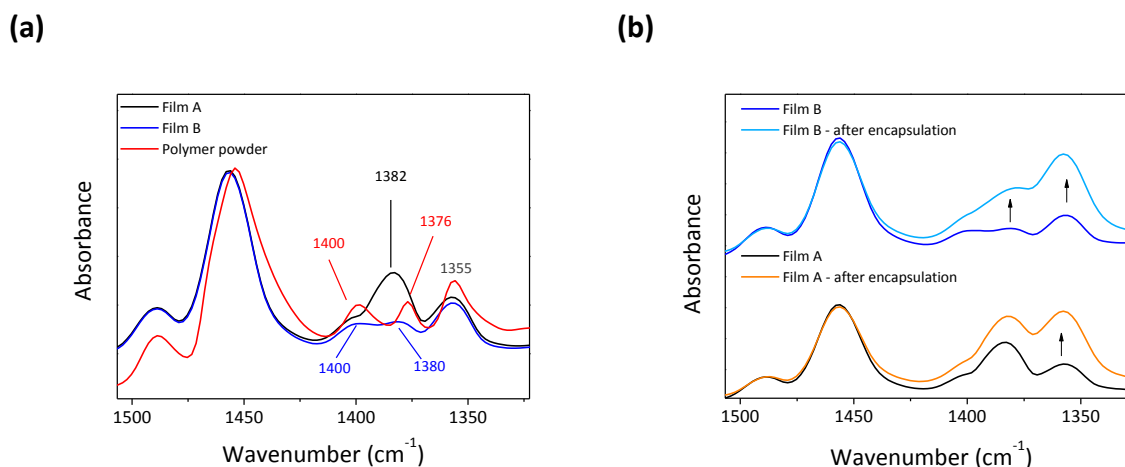 (a)
Film A
Film B
Polymer powder
1382
1400
1376
1355
1400
1380
Absorbance
1500
1450
1400
1350
Wavenumber (cm⁻¹)
(b)
Film B
Film B - after encapsulation
Film A
Film A - after encapsulation
Absorbance
1500
1450
1400
1350
Wavenumber (cm⁻¹)